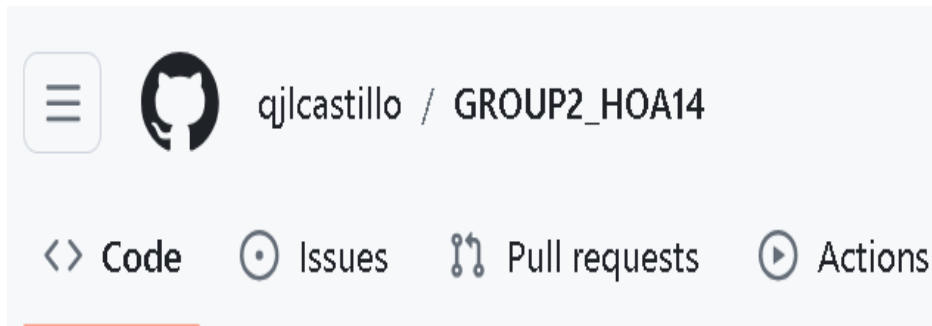 qjlcastillo / GROUP2_HOA14
Code Issues Pull requests Actions